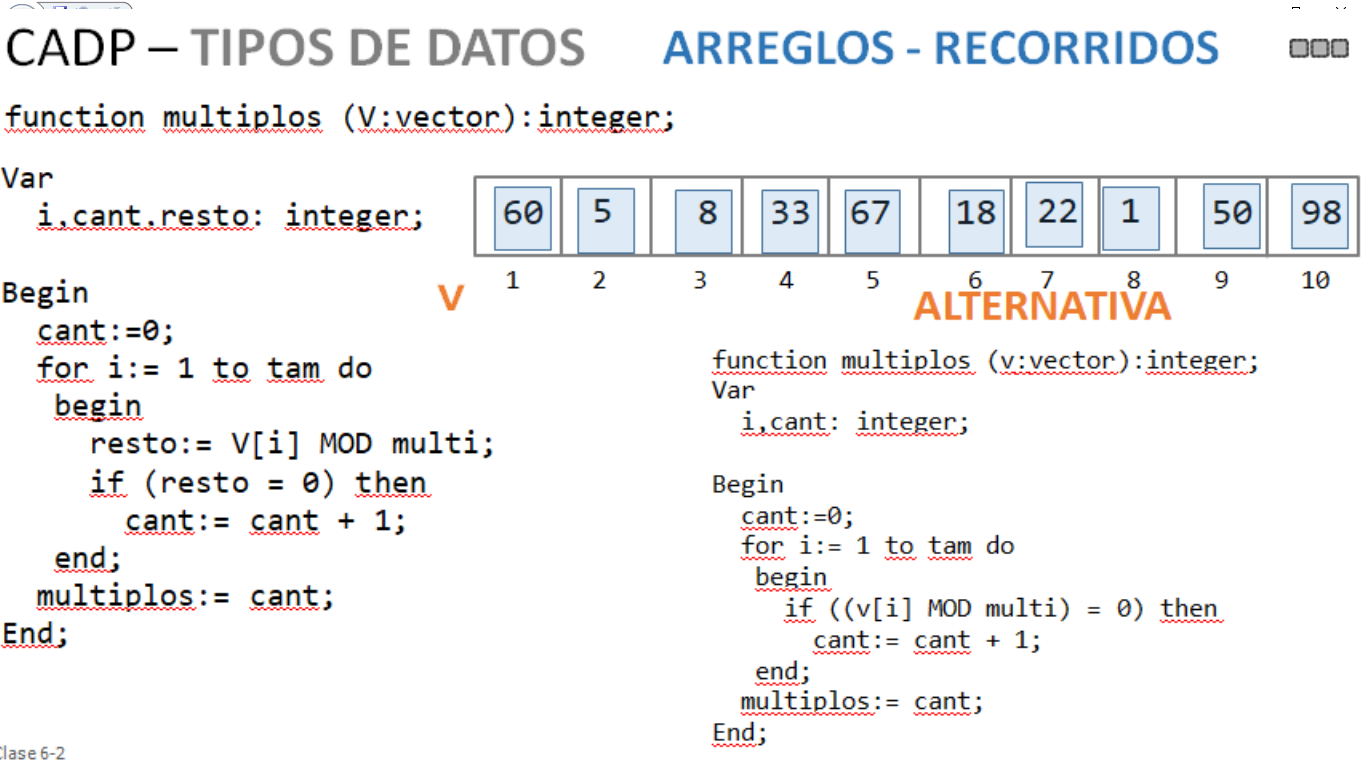 CADP – TIPOS DE DATOS ARREGLOS - RECORRIDOS
function multiplos (V:vector):integer;
Var
i,cant,resto: integer;
60 5 8 33 67 18 22 1 50 98
1 2 3 4 5 6 7 8 9 10
V
Begin
cant:=0;
for i:= 1 to tam do
begin
resto:= V[i] MOD multi;
if (resto = 0) then
cant:= cant + 1;
end;
multiplos:= cant;
End;
ALTERNATIVA
function multiplos (v:vector):integer;
Var
i,cant: integer;
Begin
cant:=0;
for i:= 1 to tam do
begin
if ((v[i] MOD multi) = 0) then
cant:= cant + 1;
end;
multiplos:= cant;
End;
Clase 6-2